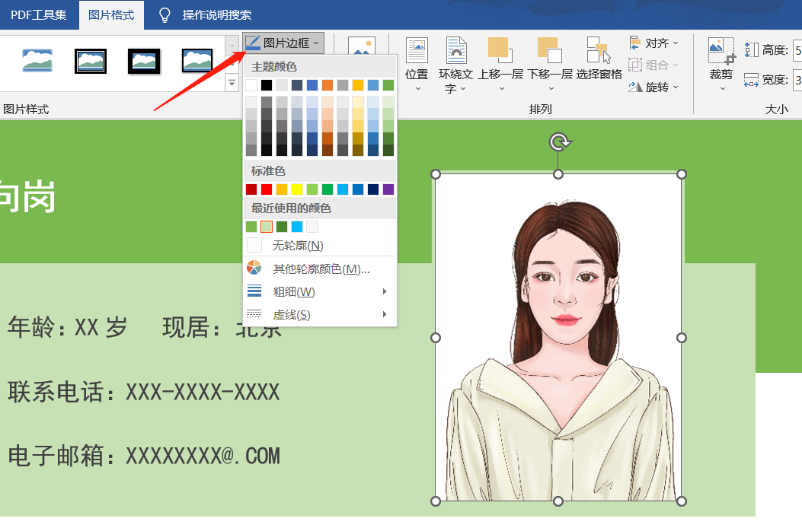 PDF工具集 图片格式 操作说明搜索
图片边框
主题颜色
标准色
最近使用的颜色
无轮廓(N)
其他轮廓颜色(M)...
粗细(W)
虚线(S)
位置 环绕文字 上移一层 下移一层 选择窗格
对齐
组合
旋转
裁剪
高度:
宽度:
图片样式 排列 大小
向岗
年龄：XX 岁 现居：北京
联系电话：XXX-XXXX-XXXX
电子邮箱：XXXXXXXX@.COM